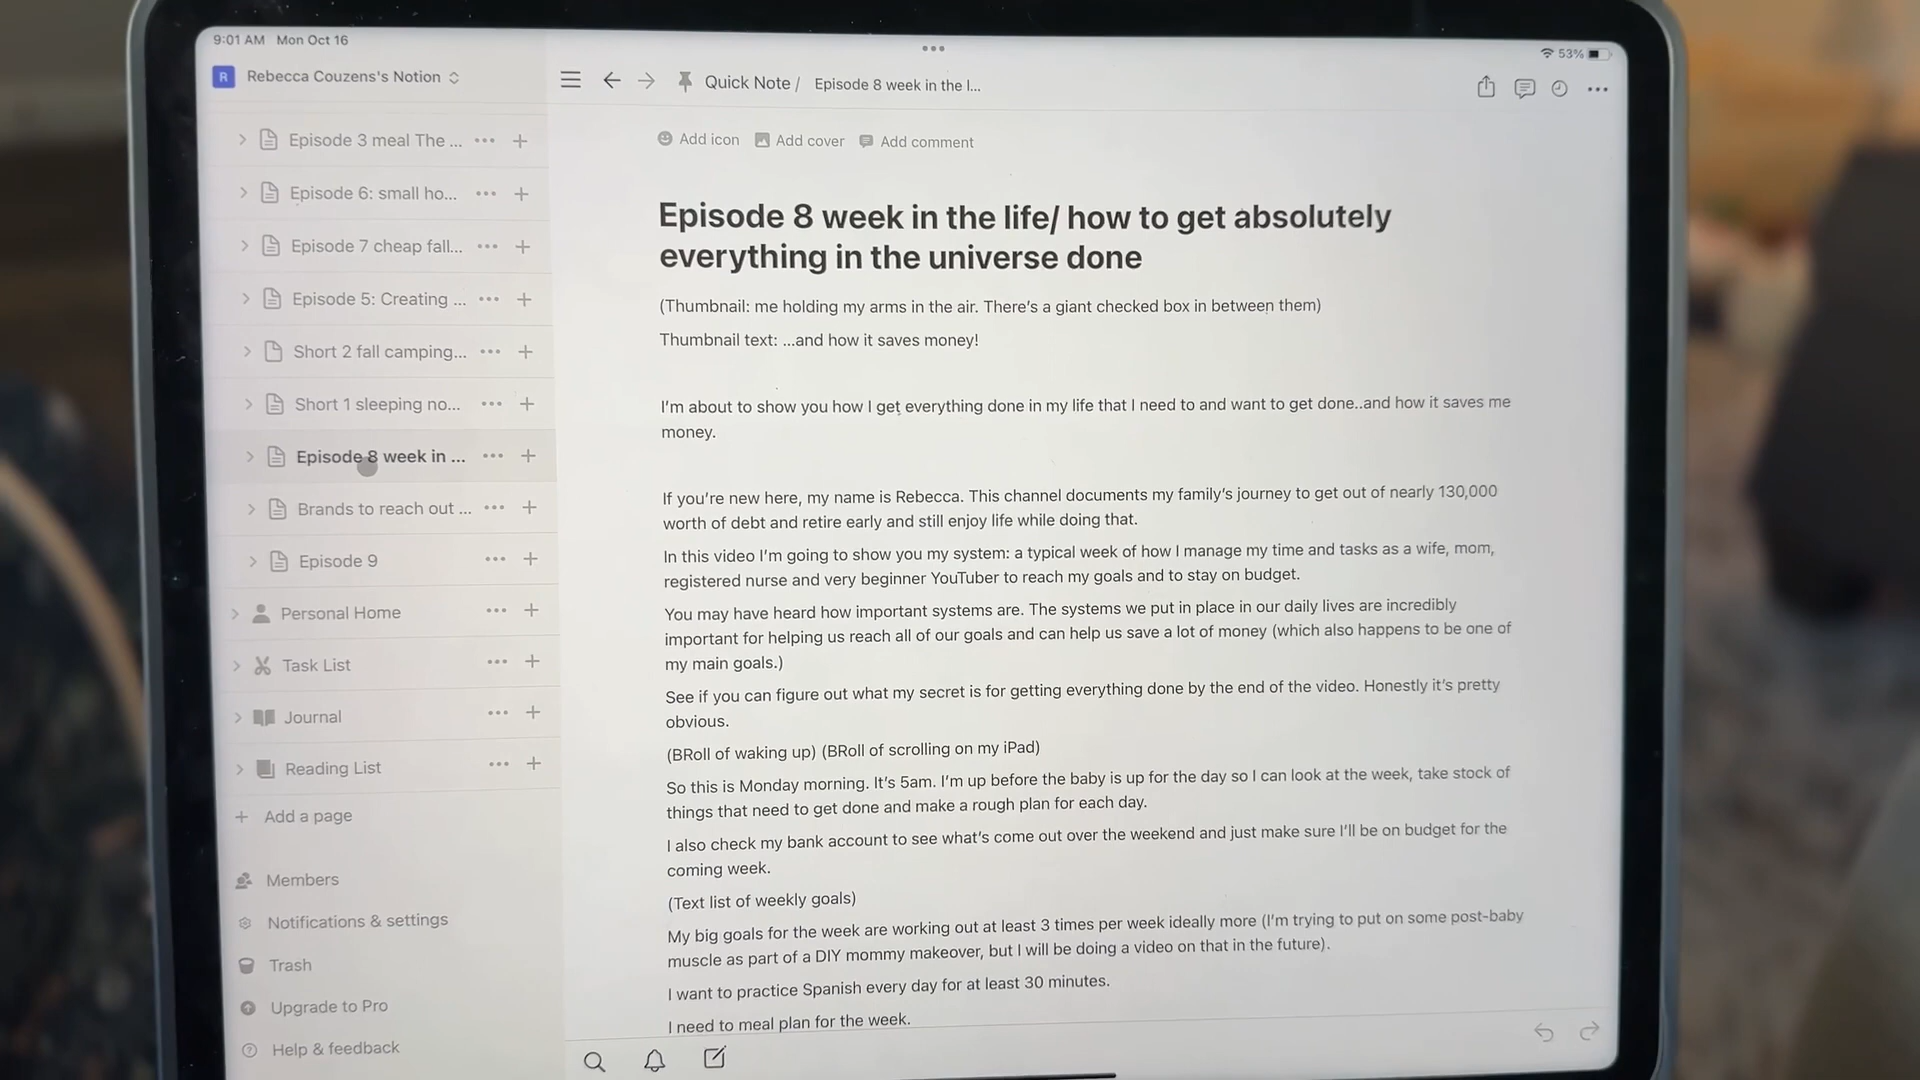 9:01 AM Mon Oct 16
53%
R Rebecca Couzens's Notion
Quick Note / Episode 8 week in the l...
Episode 3 meal The ...
Episode 6: small ho...
Episode 7 cheap fall...
Episode 5: Creating ...
Short 2 fall camping...
Short 1 sleeping no...
Episode 8 week in ...
Brands to reach out ...
Episode 9
Personal Home
Task List
Journal
Reading List
Add a page
Members
Notifications & settings
Trash
Upgrade to Pro
Help & feedback
Add icon Add cover Add comment
Episode 8 week in the life/ how to get absolutely
everything in the universe done
(Thumbnail: me holding my arms in the air. There's a giant checked box in between them)
Thumbnail text: ...and how it saves money!
I'm about to show you how I get everything done in my life that I need to and want to get done..and how it saves me
money.
If you're new here, my name is Rebecca. This channel documents my family's journey to get out of nearly 130,000
worth of debt and retire early and still enjoy life while doing that.
In this video I'm going to show you my system: a typical week of how I manage my time and tasks as a wife, mom,
registered nurse and very beginner YouTuber to reach my goals and to stay on budget.
You may have heard how important systems are. The systems we put in place in our daily lives are incredibly
important for helping us reach all of our goals and can help us save a lot of money (which also happens to be one of
my main goals.)
See if you can figure out what my secret is for getting everything done by the end of the video. Honestly it's pretty
obvious.
(BRoll of waking up) (BRoll of scrolling on my iPad)
So this is Monday morning. It's 5am. I'm up before the baby is up for the day so I can look at the week, take stock of
things that need to get done and make a rough plan for each day.
I also check my bank account to see what's come out over the weekend and just make sure I'll be on budget for the
coming week.
(Text list of weekly goals)
My big goals for the week are working out at least 3 times per week ideally more (I'm trying to put on some post-baby
muscle as part of a DIY mommy makeover, but I will be doing a video on that in the future).
I want to practice Spanish every day for at least 30 minutes.
I need to meal plan for the week.